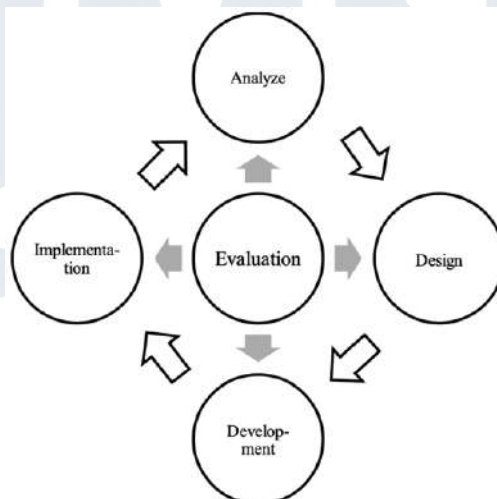 Analyze
Implementa-
tion
Evaluation
Design
Develop-
ment